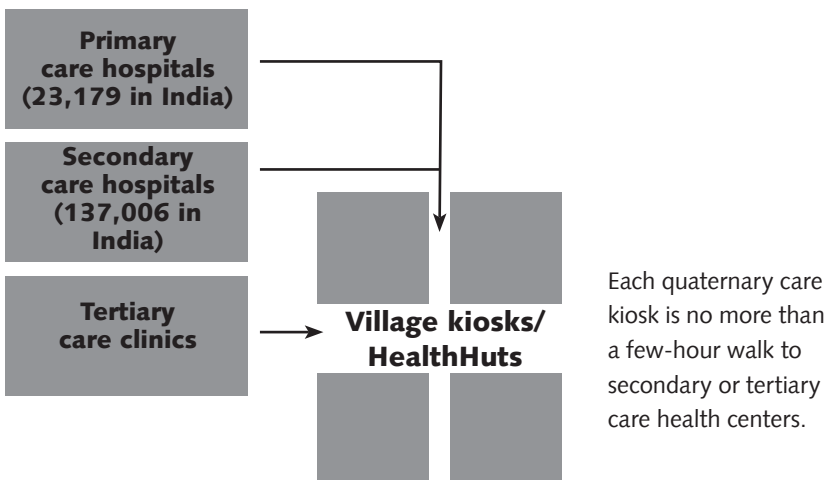 Primary
care hospitals
(23,179 in India)
Secondary
care hospitals
(137,006 in
India)
Tertiary
care clinics
Village kiosks/
HealthHuts
Each quaternary care
kiosk is no more than
a few-hour walk to
secondary or tertiary
care health centers.